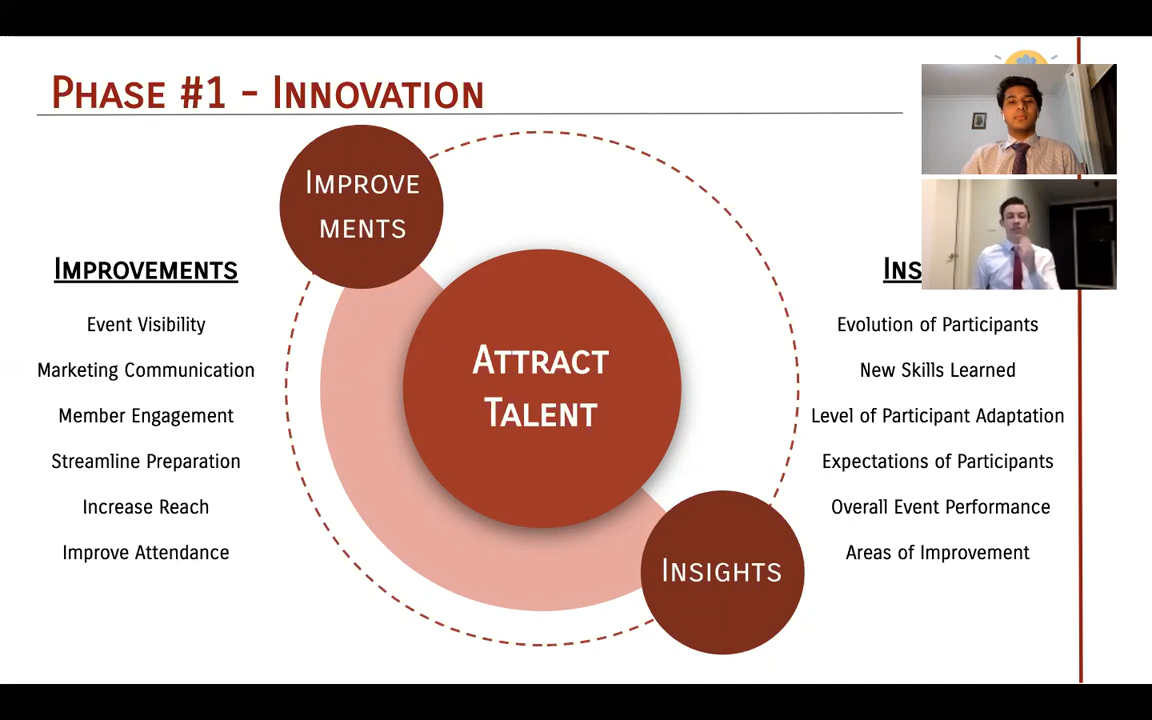 Phase #1 - Innovation
Improve
ments
Improvements
Event Visibility
Marketing Communication
Member Engagement
Streamline Preparation
Increase Reach
Improve Attendance
Attract
Talent
Insights
Evolution of Participants
New Skills Learned
Level of Participant Adaptation
Expectations of Participants
Overall Event Performance
Areas of Improvement